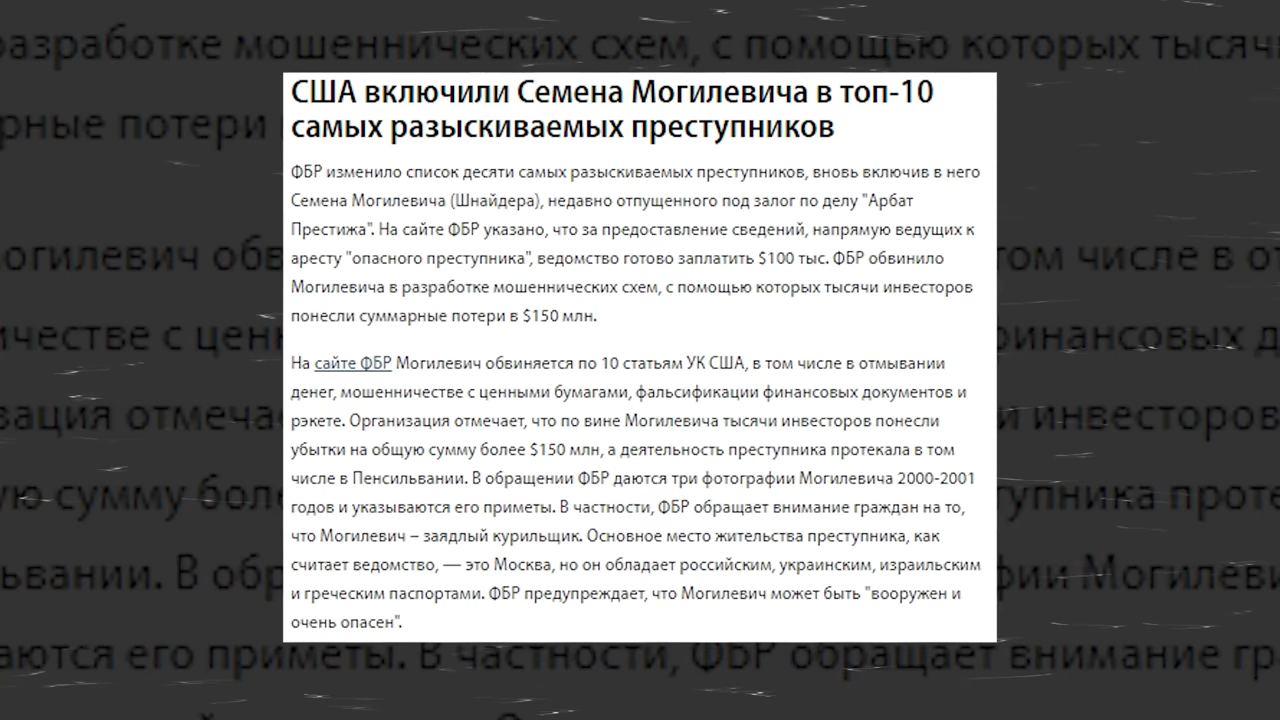 США включили Семена Могилевича в топ-10
самых разыскиваемых преступников
ФБР изменило список десяти самых разыскиваемых преступников, вновь включив в него
Семена Могилевича (Шнайдера), недавно отпущенного под залог по делу "Арбат
Престижа". На сайте ФБР указано, что за предоставление сведений, напрямую ведущих к
аресту "опасного преступника", ведомство готово заплатить $100 тыс. ФБР обвинило
Могилевича в разработке мошеннических схем, с помощью которых тысячи инвесторов
понесли суммарные потери в $150 млн.
На сайте ФБР Могилевич обвиняется по 10 статьям УК США, в том числе в отмывании
денег, мошенничестве с ценными бумагами, фальсификации финансовых документов и
рэкете. Организация отмечает, что по вине Могилевича тысячи инвесторов понесли
убытки на общую сумму более $150 млн, а деятельность преступника протекала в том
числе в Пенсильвании. В обращении ФБР даются три фотографии Могилевича 2000-2001
годов и указываются его приметы. В частности, ФБР обращает внимание граждан на то,
что Могилевич – заядлый курильщик. Основное место жительства преступника, как
считает ведомство, — это Москва, но он обладает российским, украинским, израильским
и греческим паспортами. ФБР предупреждает, что Могилевич может быть "вооружен и
очень опасен".